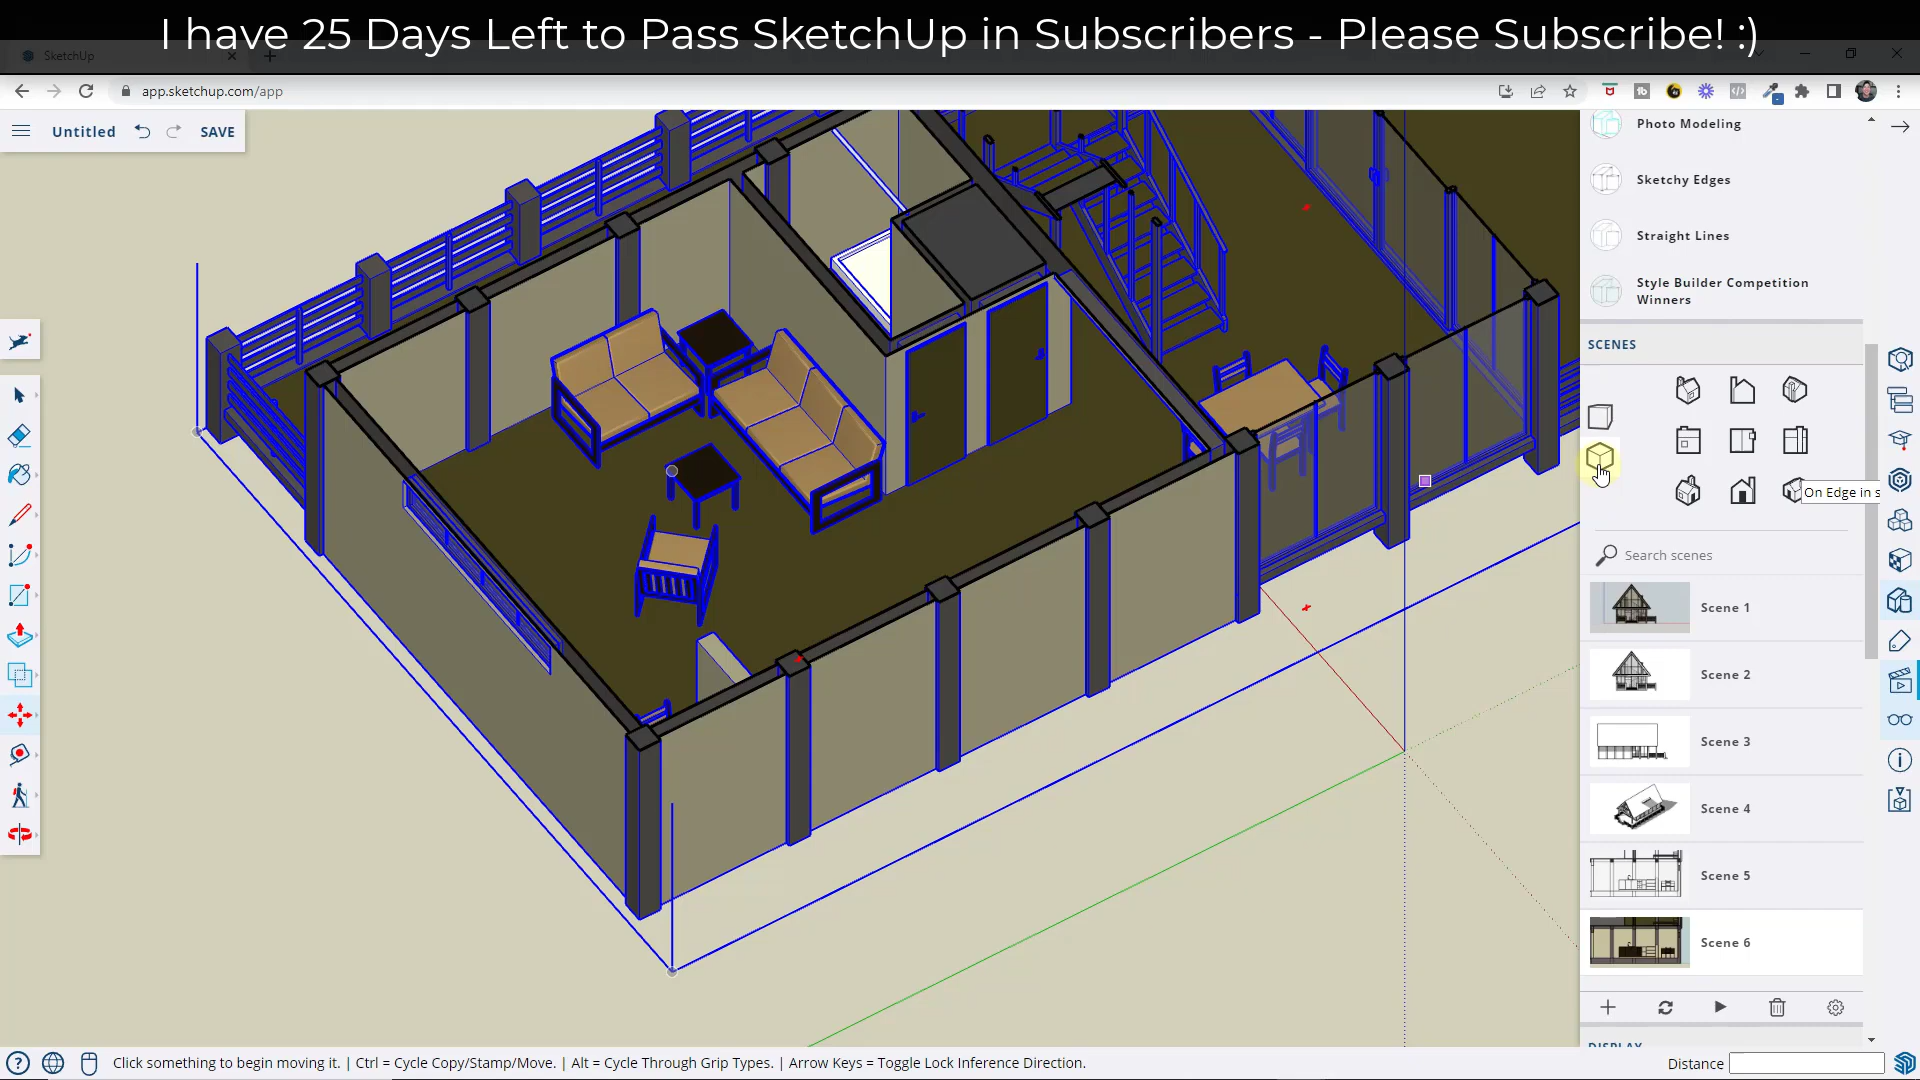 I have 25 Days Left to Pass SketchUp in Subscribers - Please Subscribe! :)
SketchUp
app.sketchup.com/app
Untitled
SAVE
Photo Modeling
Sketchy Edges
Straight Lines
Style Builder Competition
Winners
SCENES
On Edge in s
Search scenes
Scene 1
Scene 2
Scene 3
Scene 4
Scene 5
Scene 6
Click something to begin moving it. | Ctrl = Cycle Copy/Stamp/Move. | Alt = Cycle Through Grip Types. | Arrow Keys = Toggle Lock Inference Direction.
Distance